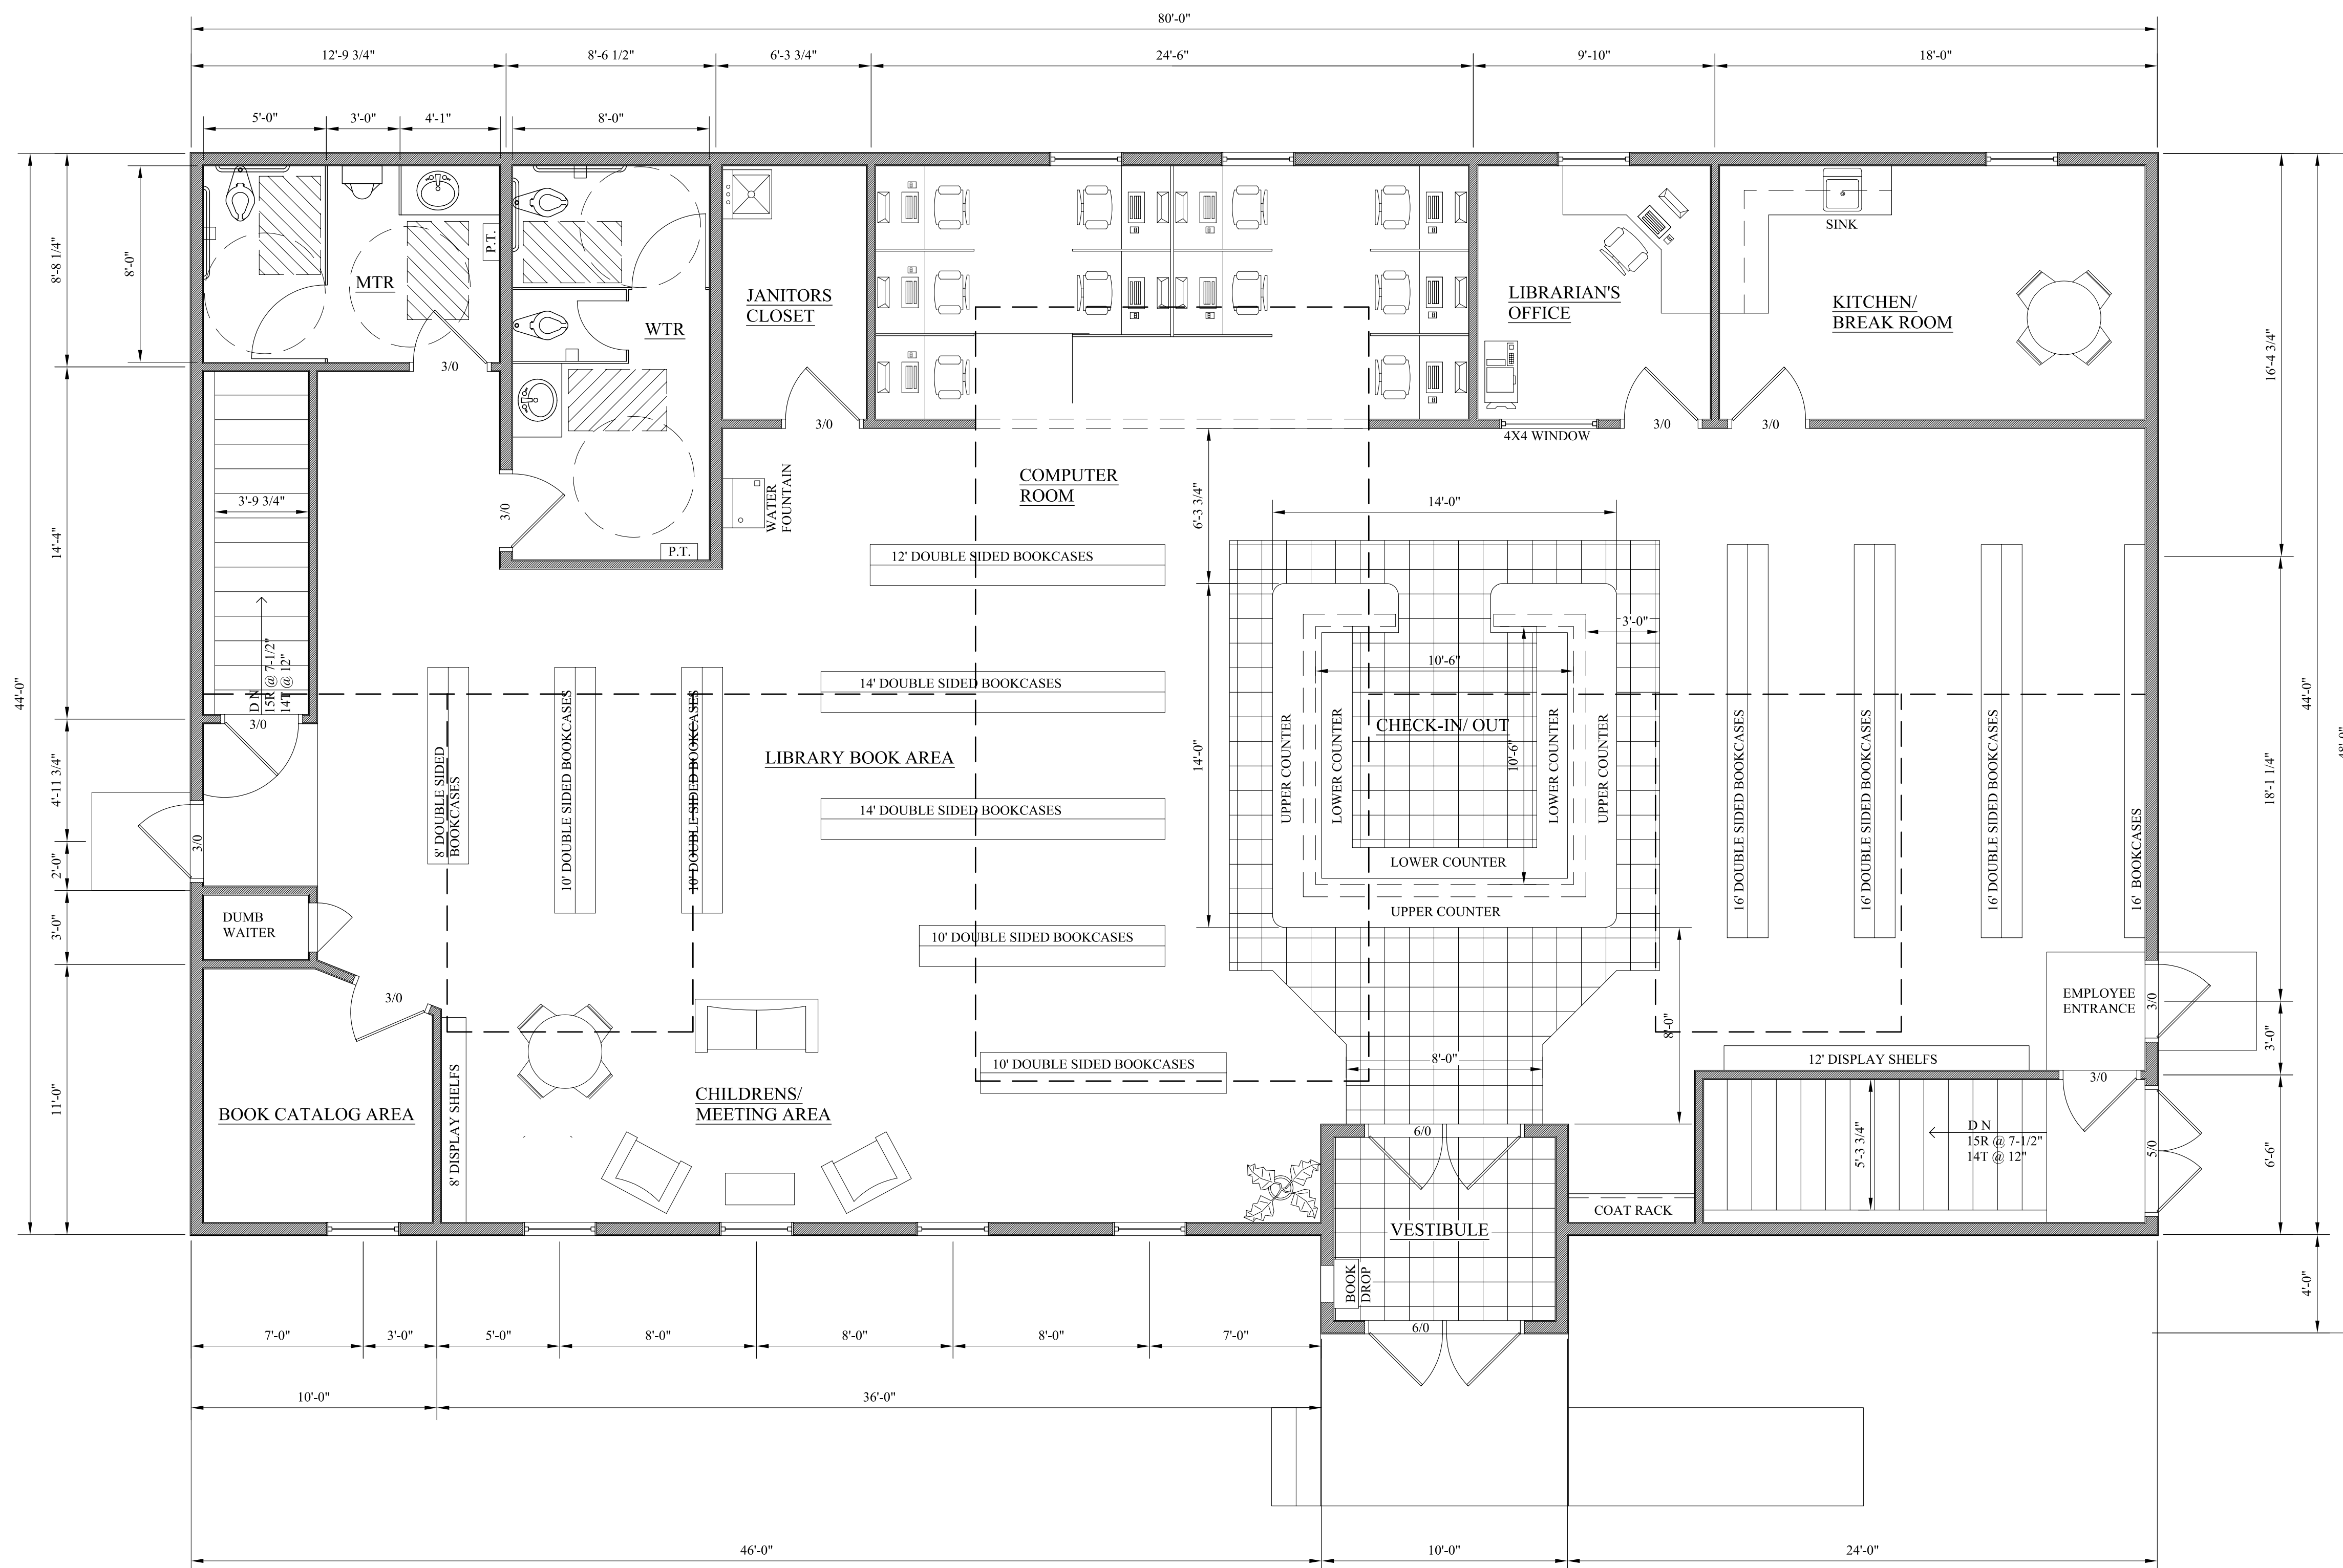 80'-0"
12'-9 3/4"
8'-6 1/2"
6'-3 3/4"
24'-6"
9'-10"
18'-0"
5'-0"
3'-0"
4'-1"
8'-0"
8'-8 1/4"
8'-0"
MTR
P.T.
3/0
WTR
3/0
P.T.
JANITORS
CLOSET
3/0
WATER
FOUNTAIN
COMPUTER
ROOM
LIBRARIAN'S
OFFICE
4X4 WINDOW
3/0
SINK
KITCHEN/
BREAK ROOM
3/0
16'-4 3/4"
44'-0"
14'-4"
3'-9 3/4"
D N
15R @ 7-1/2"
14T @ 12"
3/0
6'-3 3/4"
14'-0"
12' DOUBLE SIDED BOOKCASES
14' DOUBLE SIDED BOOKCASES
14' DOUBLE SIDED BOOKCASES
10' DOUBLE SIDED BOOKCASES
10' DOUBLE SIDED BOOKCASES
8' DOUBLE SIDED
BOOKCASES
10' DOUBLE SIDED BOOKCASES
10' DOUBLE SIDED BOOKCASES
LIBRARY BOOK AREA
14'-0"
3'-0"
10'-6"
CHECK-IN/ OUT
10'-6"
UPPER COUNTER
LOWER COUNTER
LOWER COUNTER
UPPER COUNTER
LOWER COUNTER
UPPER COUNTER
16' DOUBLE SIDED BOOKCASES
16' DOUBLE SIDED BOOKCASES
16' DOUBLE SIDED BOOKCASES
16' BOOKCASES
18'-1 1/4"
44'-0"
48'-0"
4'-11 3/4"
2'-0"
3/0
3'-0"
DUMB
WAITER
3/0
11'-0"
BOOK CATALOG AREA
8' DISPLAY SHELFS
CHILDRENS/
MEETING AREA
8'-0"
8'-0"
EMPLOYEE
ENTRANCE
3/0
3'-0"
12' DISPLAY SHELFS
3/0
5'-3 3/4"
D N
15R @ 7-1/2"
14T @ 12"
5/0
6'-6"
6/0
VESTIBULE
COAT RACK
BOOK
DROP
6/0
4'-0"
7'-0"
3'-0"
5'-0"
8'-0"
8'-0"
8'-0"
7'-0"
10'-0"
36'-0"
46'-0"
10'-0"
24'-0"